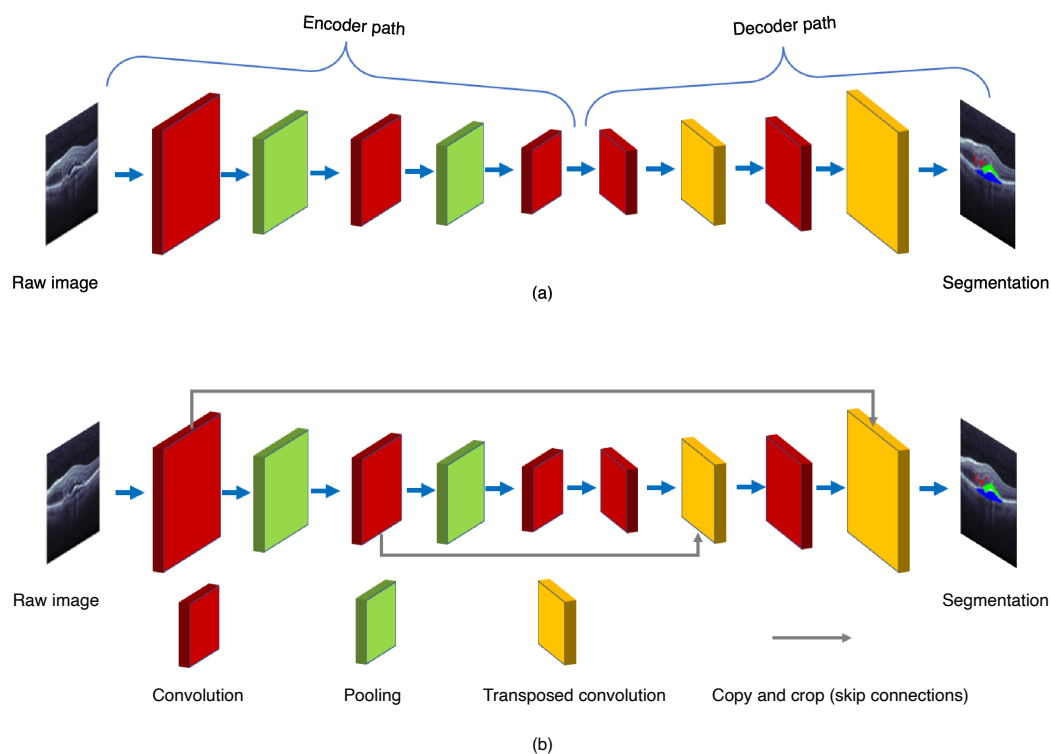 Encoder path
Decoder path
Raw image
Segmentation
(a)
Raw image
Segmentation
Convolution
Pooling
Transposed convolution
Copy and crop (skip connections)
(b)